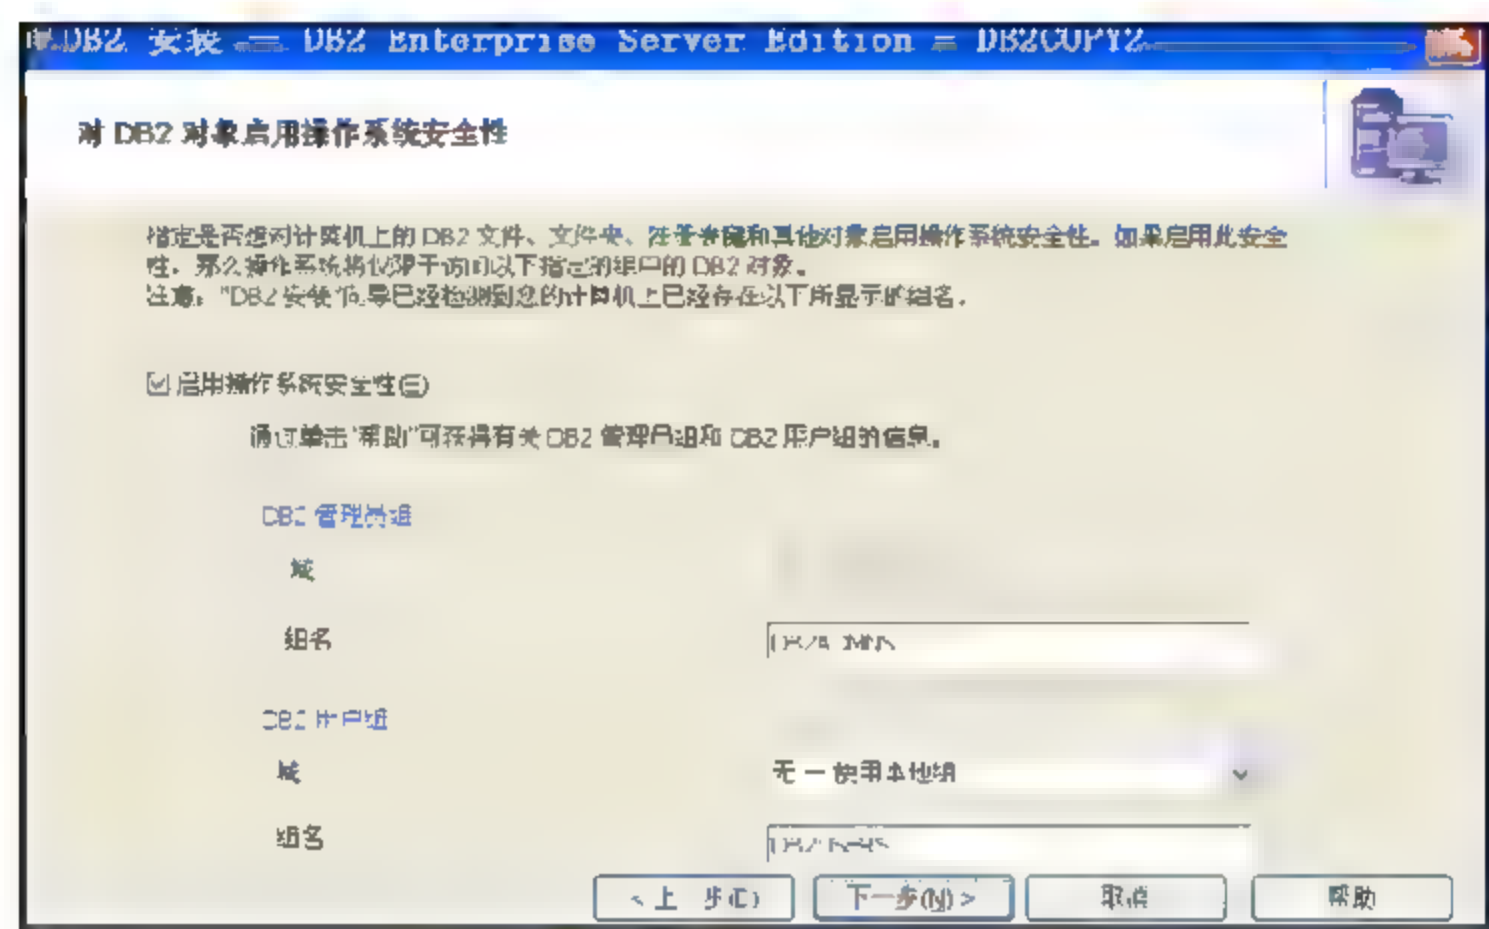 DB2 安装 — DB2 Enterprise Server Edition — DB2COPY2
对 DB2 对象启用操作系统安全性
指定是否想对计算机上的 DB2 文件、文件夹、注册表键和其他对象启用操作系统安全性。如果启用此安全
性，那么操作系统将仅限于访问以下指定的组中的 DB2 对象。
注意："DB2 安装"向导已经检测到您的计算机上已经存在以下所显示的组名。
启用操作系统安全性(E)
通过单击"帮助"可获得有关 DB2 管理员组和 DB2 用户组的信息。
DB2 管理员组
域
组名
DB2 用户组
域 无 — 使用本地组
组名
< 上一步 下一步(N) > 取消 帮助